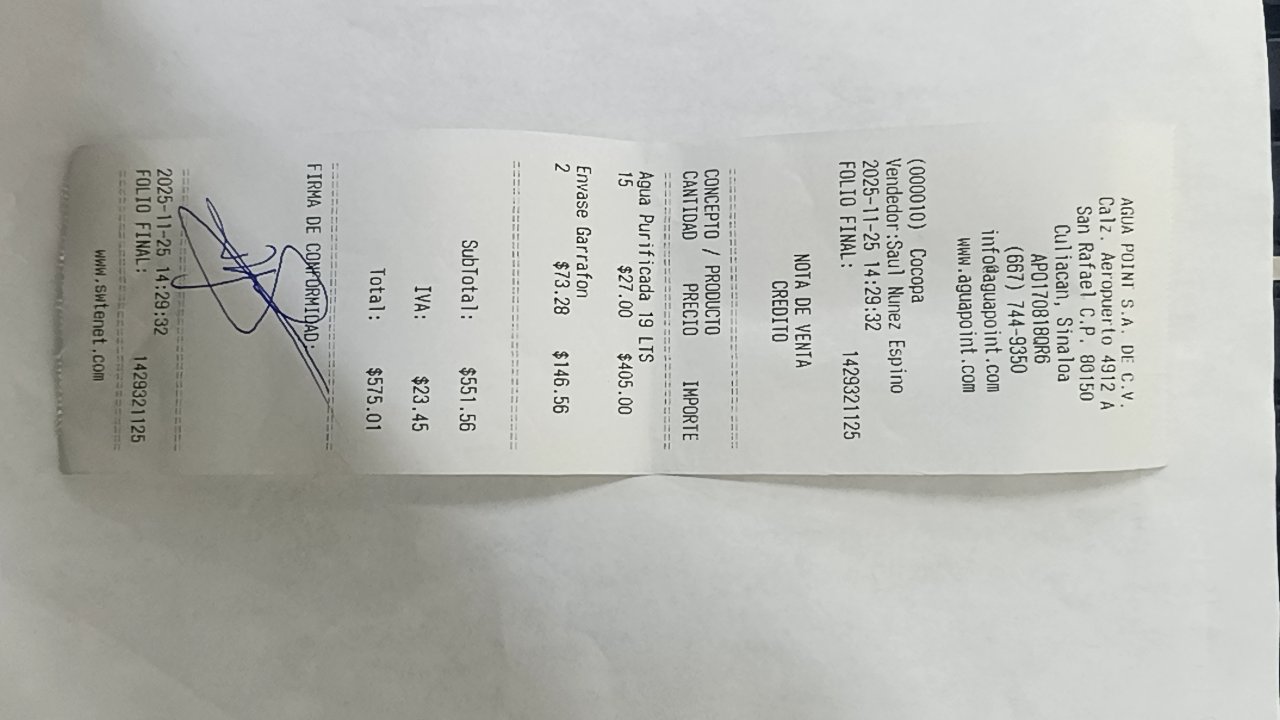 AGUA POINT S.A DE C.V.
Calz. Aeropuerto 4912 A
San Rafael C.P. 80150
Culiacan, Sinaloa
APO170818QR6
(667) 744-9350
info@aguapoint.com
www.aguapoint.com
(000010) Cocopa
Vendedor:Saul Nunez Espino
2025-11-25 14:29:32
FOLIO FINAL: 1429321125
NOTA DE VENTA
CREDITO
CONCEPTO / PRODUCTO
CANTIDAD PRECIO IMPORTE
Agua Purificada 19 LTS
15 $27.00 $405.00
Envase Garrafon
2 $73.28 $146.56
SubTotal: $551.56
IVA: $23.45
Total: $575.01
FIRMA DE CONFORMIDAD:
2025-11-25 14:29:32
FOLIO FINAL: 1429321125
www.swtenet.com